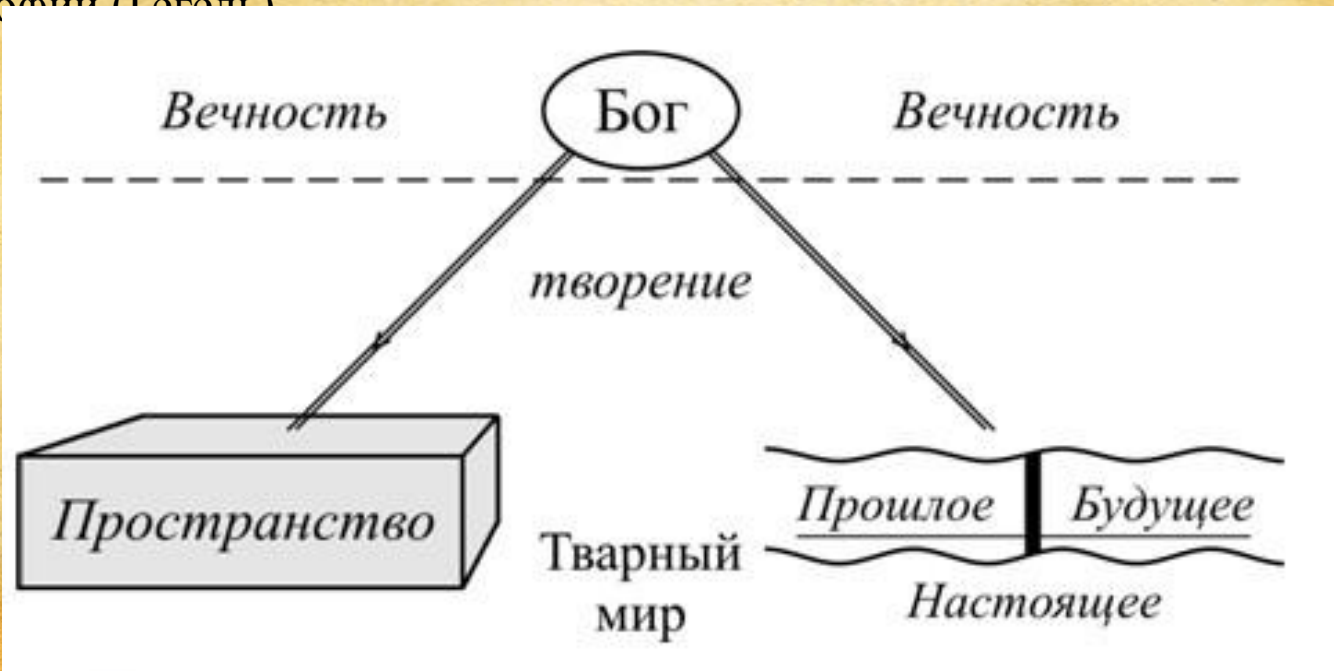 Вечность Бог Вечность
творение
Пространство
Прошлое Будущее
Тварный
мир
Настоящее